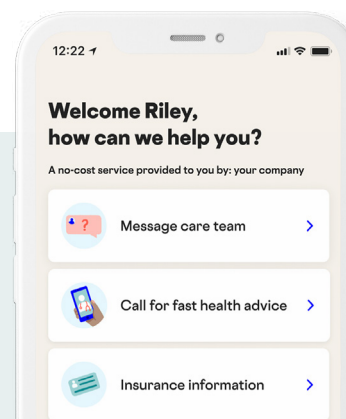 12:22
Welcome Riley,
how can we help you?
A no-cost service provided to you by: your company
?
Message care team
Call for fast health advice
Insurance information